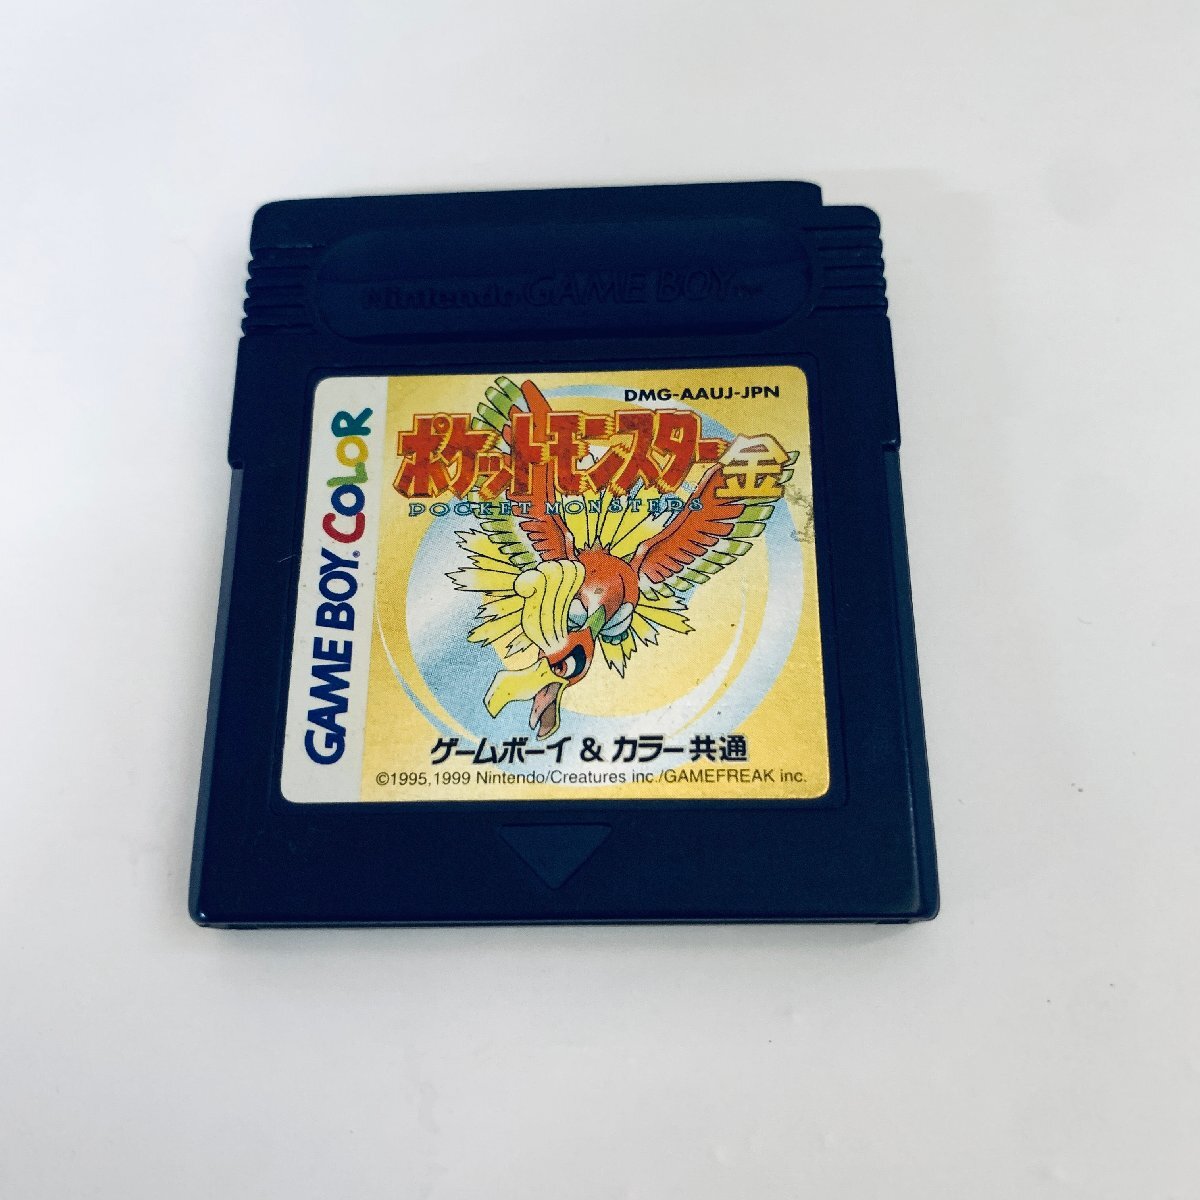 Nintendo GAME BOY™
DMG-AAUJ-JPN
ポケットモンスター金
POCKET MONSTERS
GAME BOY COLOR
ゲームボーイ & カラー共通
©1995,1999 Nintendo/Creatures inc./GAMEFREAK inc.